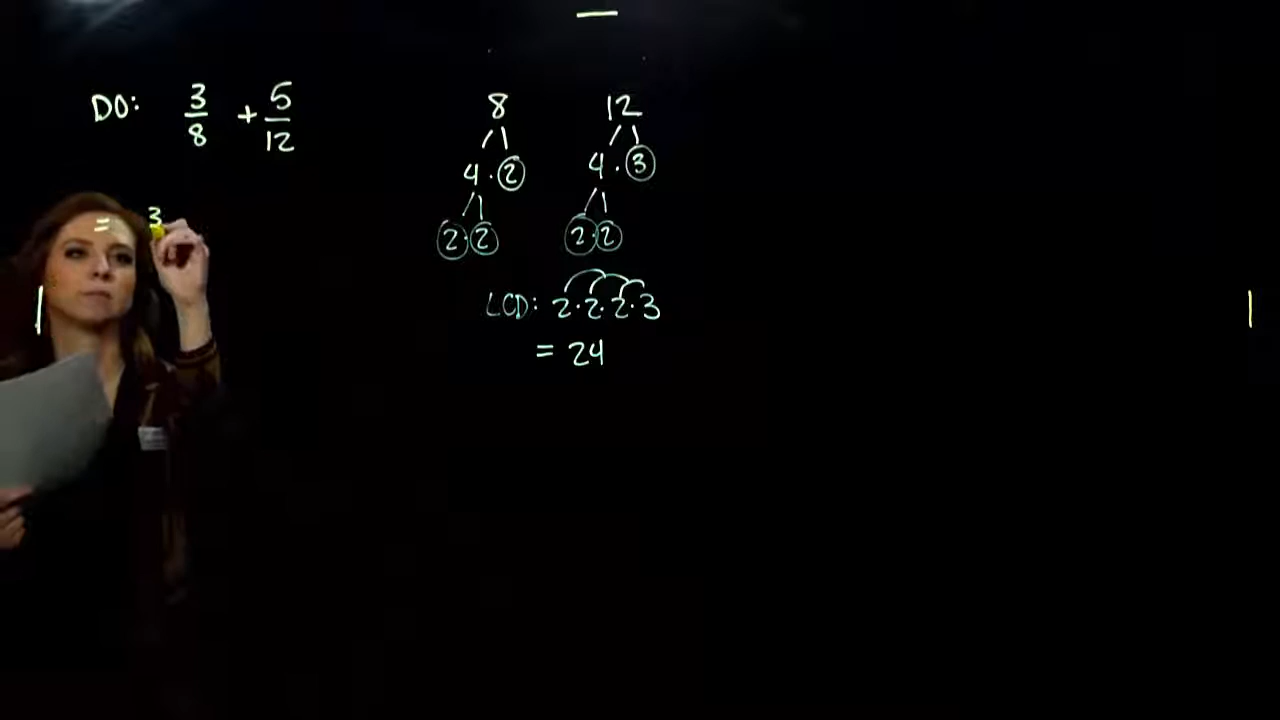 DO: 3/8 + 5/12
= 3
8 12
4 · 2 4 · 3
2 · 2 2 · 2
LCD: 2 · 2 · 2 · 3
= 24